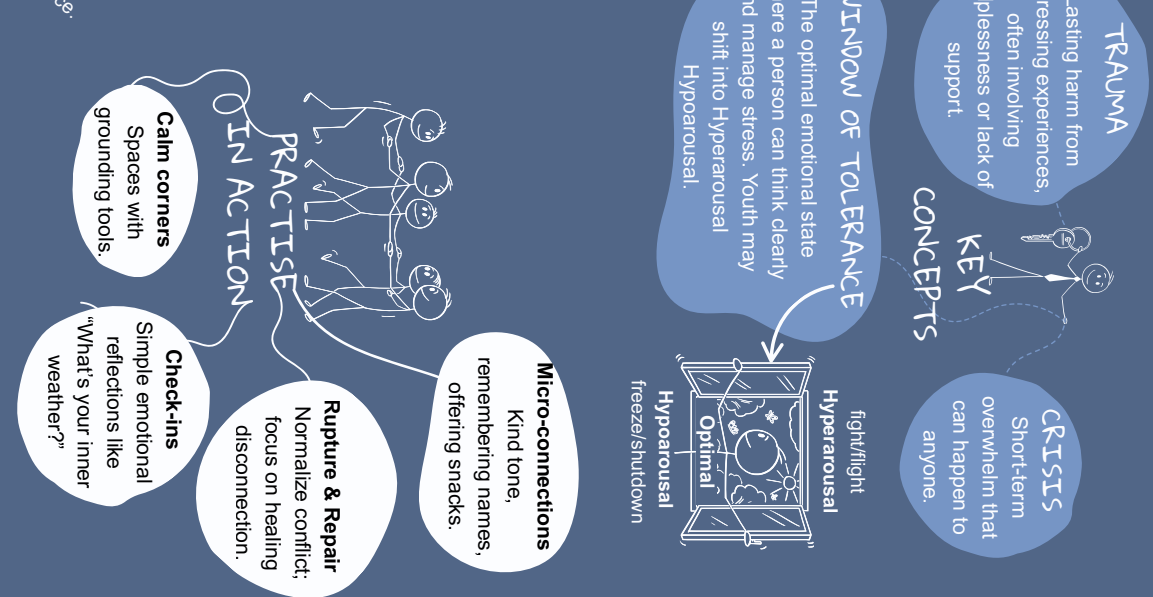 TRAUMA
Lasting harm from
ressing experiences,
often involving
plessness or lack of
support.
KEY
CONCEPTS
CRISIS
Short-term
overwhelm that
can happen to
anyone.
WINDOW OF TOLERANCE
The optimal emotional state
ere a person can think clearly
nd manage stress. Youth may
shift into Hyperarousal
Hypoarousal.
fight/flight
Hyperarousal
Optimal
Hypoarousal
freeze/shutdown
PRACTISE
IN ACTION
Micro-connections
Kind tone,
remembering names,
offering snacks.
Rupture & Repair
Normalize conflict;
focus on healing
disconnection.
Check-ins
Simple emotional
reflections like
“What’s your inner
weather?”
Calm corners
Spaces with
grounding tools.